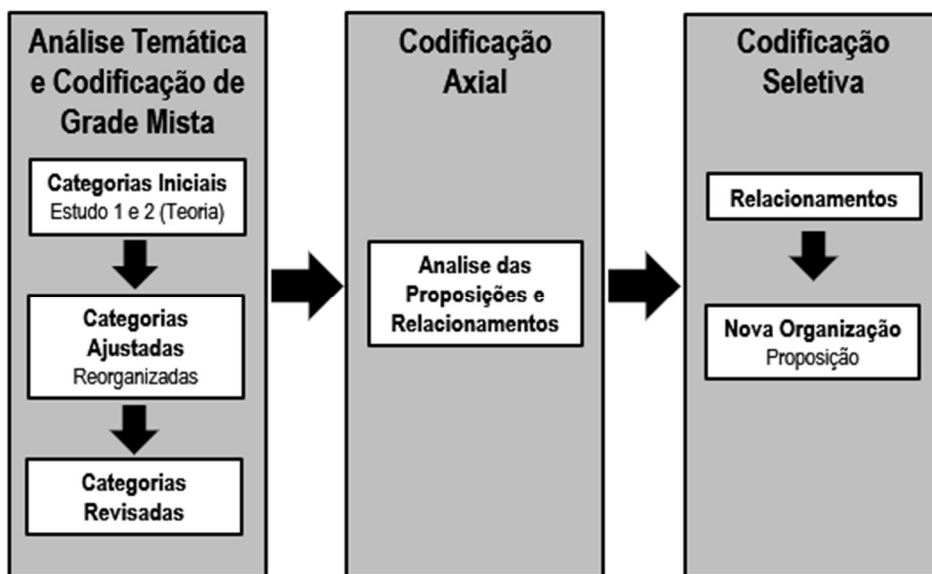 Análise Temática
e Codificação de
Grade Mista
Categorias Iniciais
Estudo 1 e 2 (Teoria)
Categorias
Ajustadas
Reorganizadas
Categorias
Revisadas
Codificação
Axial
Analise das
Proposições e
Relacionamentos
Codificação
Seletiva
Relacionamentos
Nova Organização
Proposição